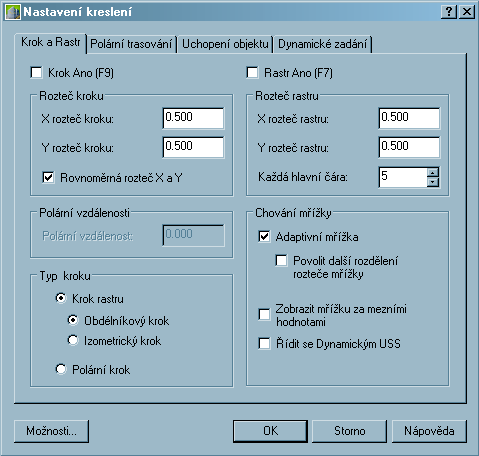 Nastavení kreslení
Krok a Rastr
Polární trasování
Uchopení objektu
Dynamické zadání
Krok Ano (F9)
Rozteč kroku
X rozteč kroku: 0.500
Y rozteč kroku: 0.500
Rovnoměrná rozteč X a Y
Polární vzdálenosti
Polární vzdálenost: 0.000
Typ kroku
Krok rastru
Obdélníkový krok
Izometrický krok
Polární krok
Rastr Ano (F7)
Rozteč rastru
X rozteč rastru: 0.500
Y rozteč rastru: 0.500
Každá hlavní čára: 5
Chování mřížky
Adaptivní mřížka
Povolit další rozdělení
rozteče mřížky
Zobrazit mřížku za mezními
hodnotami
Řídit se Dynamickým USS
Možnosti...
OK
Storno
Nápověda